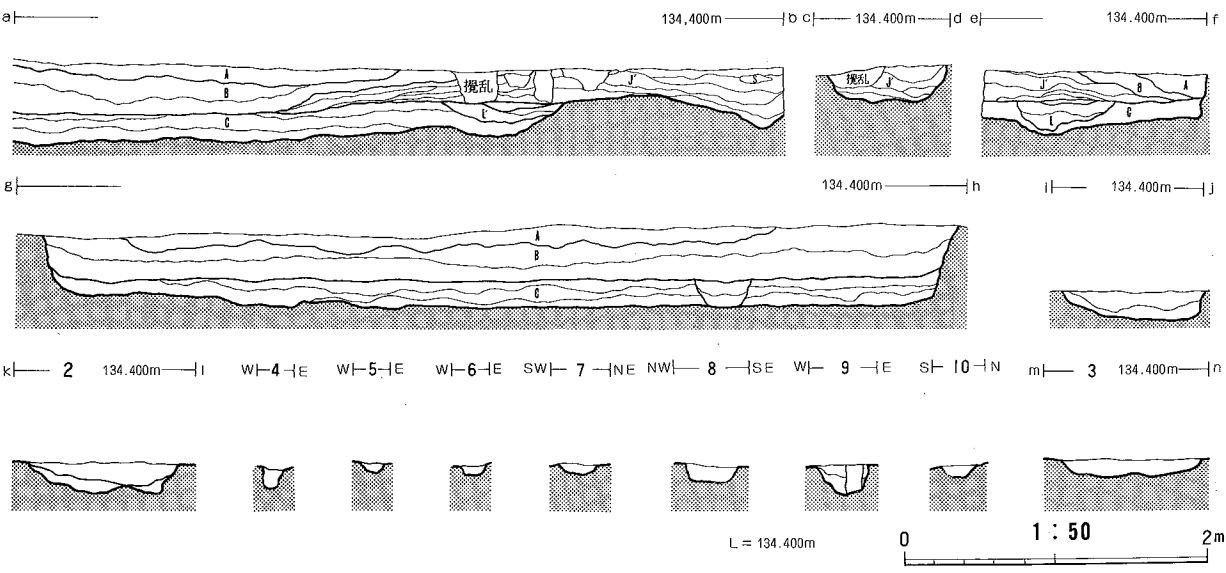 a 134,400m b c 134.400m d e 134.400m f
A B C 攪乱 L J' S 攪乱 J' J' B A L C
g 134.400m h i 134.400m j
A B C
k 2 134.400m l W 4 E W 5 E W 6 E SW 7 NE NW 8 SE W 9 E S 10 N m 3 134.400m n
L = 134.400m
1:50
0 2m